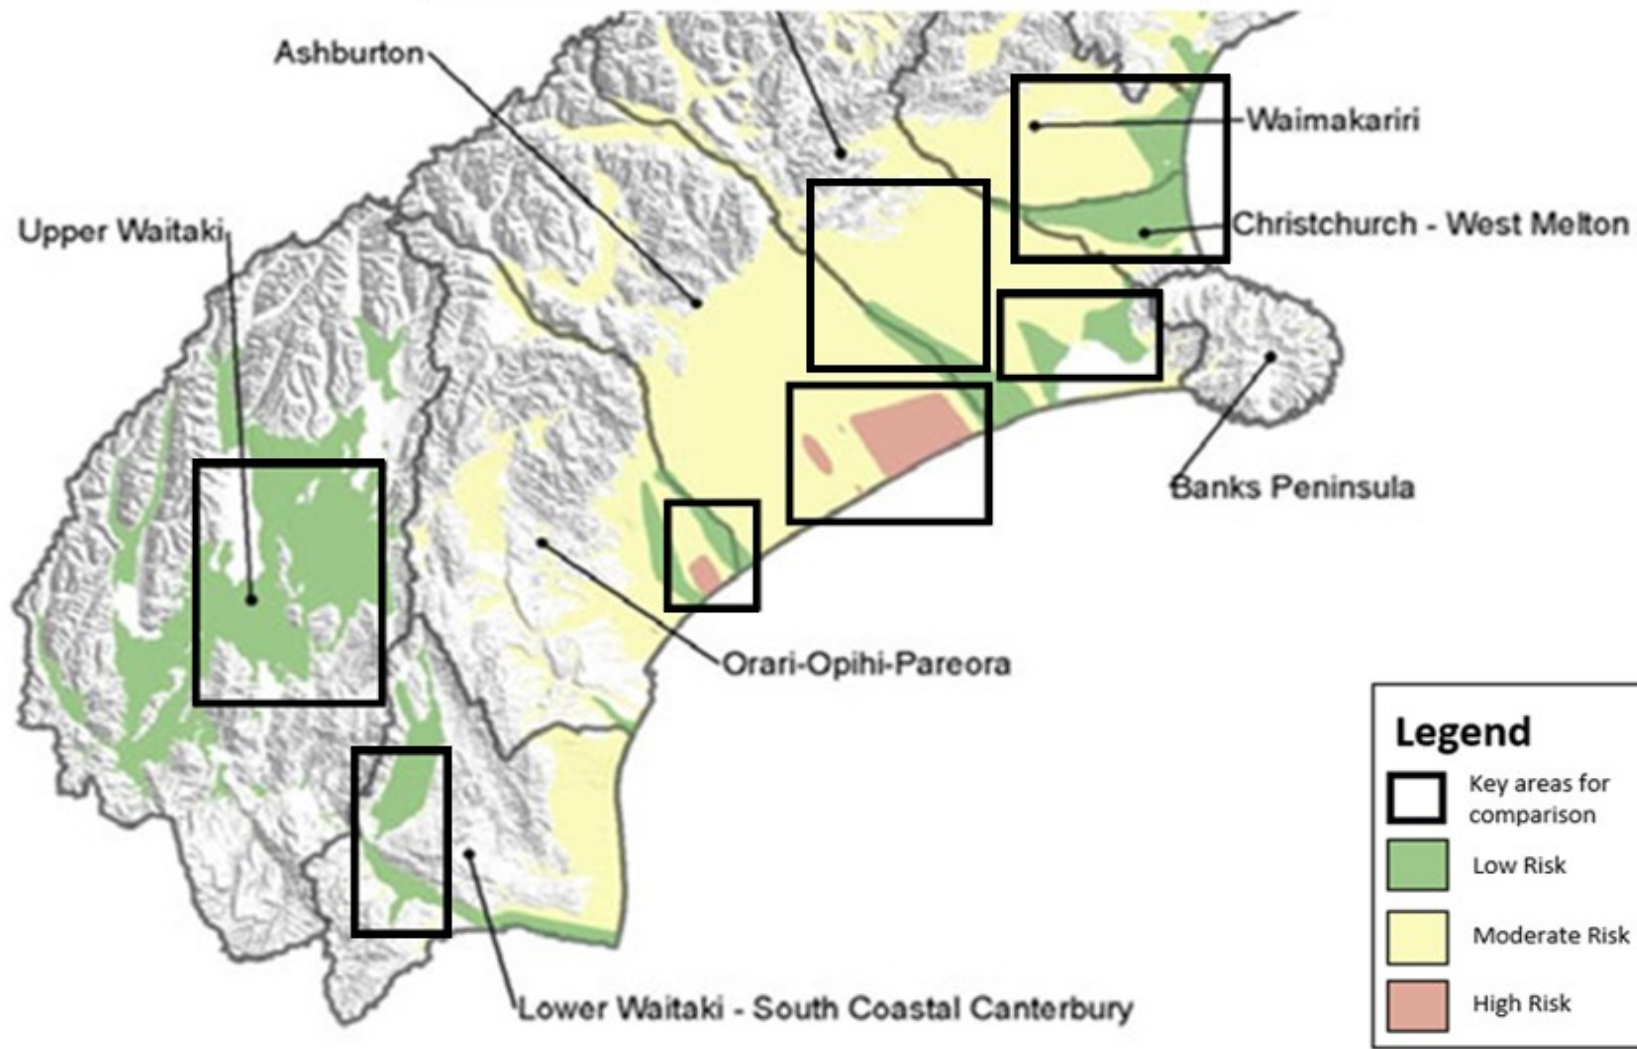 Ashburton
Waimakariri
Upper Waitaki
Christchurch - West Melton
Banks Peninsula
Orari-Opihi-Pareora
Lower Waitaki - South Coastal Canterbury
Legend
Key areas for
comparison
Low Risk
Moderate Risk
High Risk